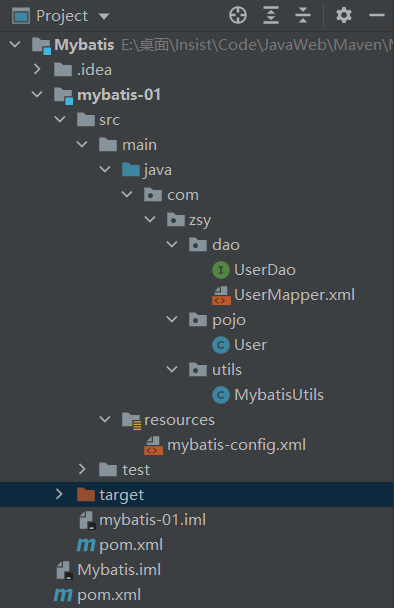 Project
Mybatis E:\桌面\Insist\Code\JavaWeb\Maven\
.idea
mybatis-01
src
main
java
com
zsy
dao
UserDao
UserMapper.xml
pojo
User
utils
MybatisUtils
resources
mybatis-config.xml
test
target
mybatis-01.iml
pom.xml
Mybatis.iml
pom.xml